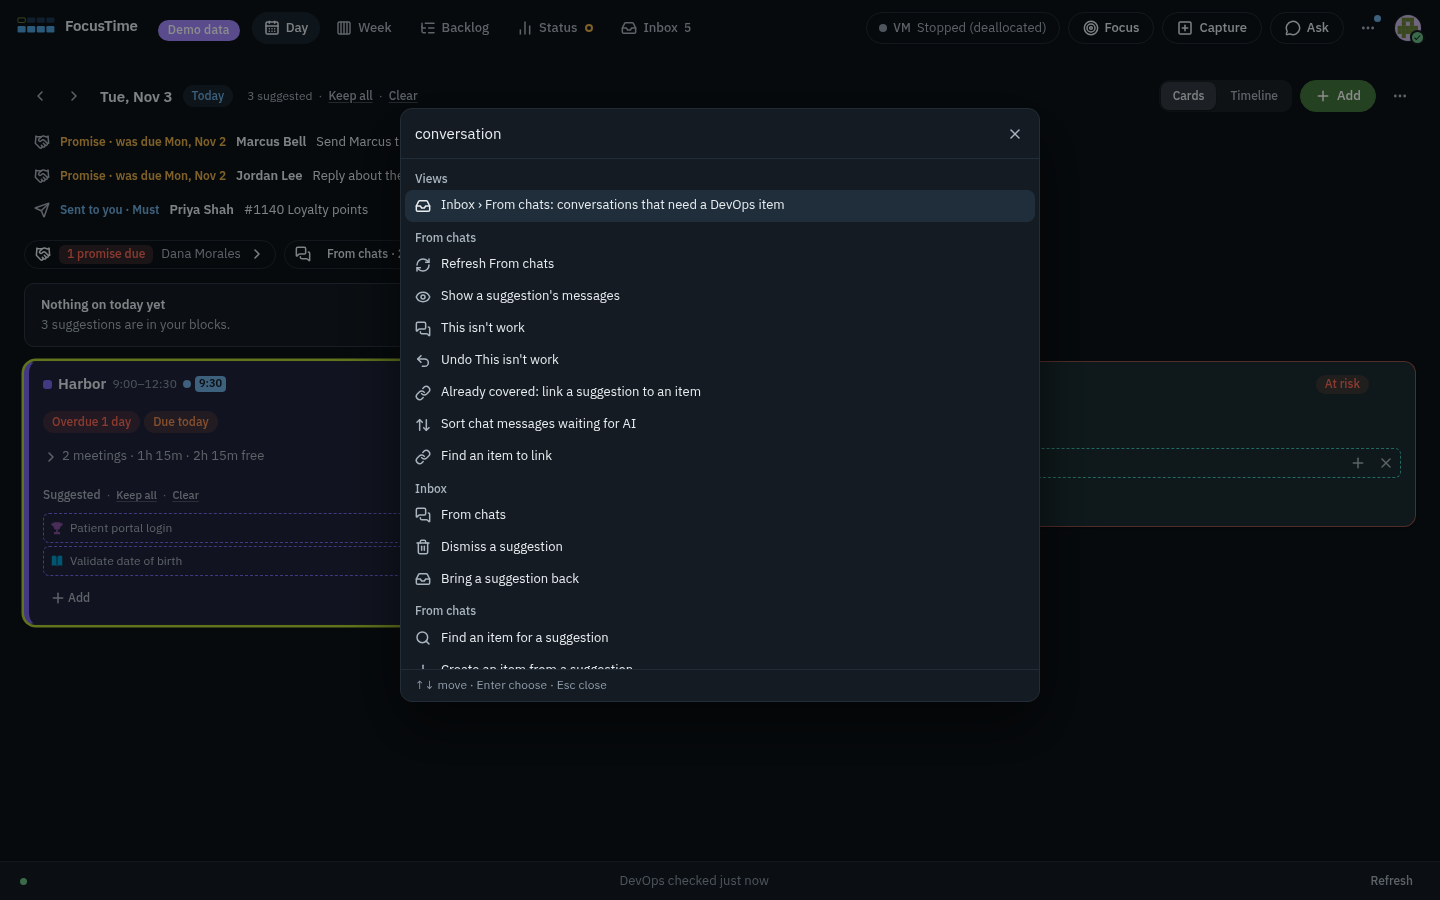 FocusTime
Demo data
Day
Week
Backlog
Status
Inbox 5
VM Stopped (deallocated)
Focus
Capture
Ask
Tue, Nov 3
Today
3 suggested · Keep all · Clear
Cards
Timeline
Add
Promise · was due Mon, Nov 2 Marcus Bell Send Marcus t
Promise · was due Mon, Nov 2 Jordan Lee Reply about the
Sent to you · Must Priya Shah #1140 Loyalty points
1 promise due Dana Morales
From chats ·
Nothing on today yet
3 suggestions are in your blocks.
Harbor 9:00–12:30 9:30
Overdue 1 day Due today
2 meetings · 1h 15m · 2h 15m free
Suggested · Keep all · Clear
Patient portal login
Validate date of birth
Add
At risk
conversation
Views
Inbox › From chats: conversations that need a DevOps item
From chats
Refresh From chats
Show a suggestion's messages
This isn't work
Undo This isn't work
Already covered: link a suggestion to an item
Sort chat messages waiting for AI
Find an item to link
Inbox
From chats
Dismiss a suggestion
Bring a suggestion back
From chats
Find an item for a suggestion
Create an item from a suggestion
↑↓ move · Enter choose · Esc close
DevOps checked just now
Refresh